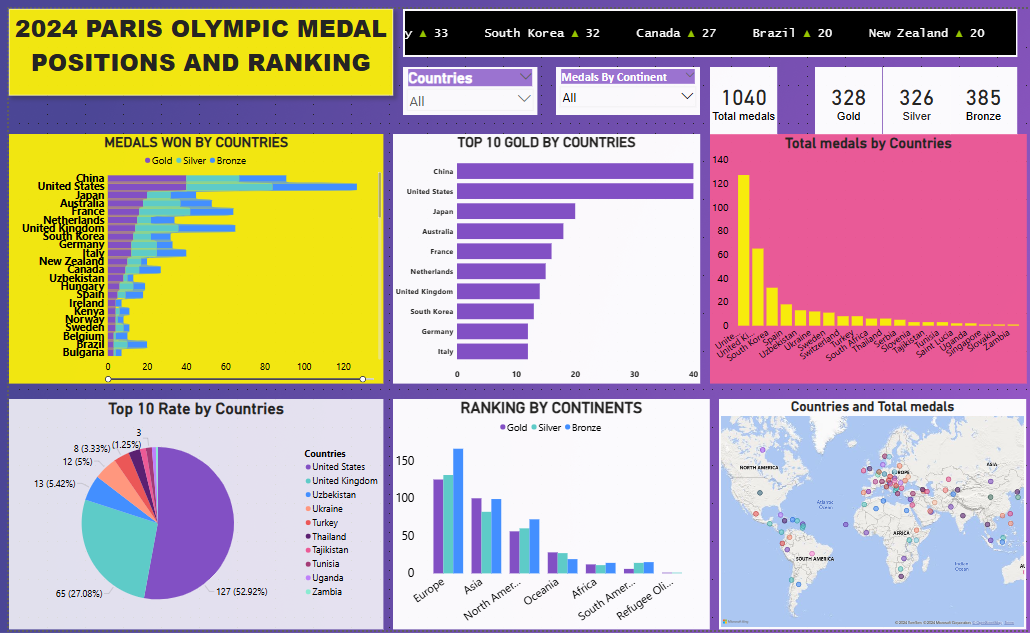 2024 PARIS OLYMPIC MEDAL
POSITIONS AND RANKING
y ▲ 33 South Korea ▲ 32 Canada ▲ 27 Brazil ▲ 20 New Zealand ▲ 20
Countries
All
Medals By Continent
All
1040
Total medals
328
Gold
326
Silver
385
Bronze
MEDALS WON BY COUNTRIES
Gold Silver Bronze
China
United States
Japan
Australia
France
Netherlands
United Kingdom
South Korea
Germany
Italy
New Zealand
Canada
Uzbekistan
Hungary
Spain
Ireland
Kenya
Norway
Sweden
Belgium
Brazil
Bulgaria
0 20 40 60 80 100 120
TOP 10 GOLD BY COUNTRIES
China
United States
Japan
Australia
France
Netherlands
United Kingdom
South Korea
Germany
Italy
0 10 20 30 40
Total medals by Countries
140
120
100
80
60
40
20
0
Unite...
United Ki...
South Korea
Spain
Uzbekistan
Ukraine
Sweden
Switzerland
Turkey
South Africa
Thailand
Serbia
Slovenia
Tajikistan
Tunisia
Saint Lucia
Uganda
Singapore
Slovakia
Zambia
Top 10 Rate by Countries
3
(1.25%)
8 (3.33%)
12 (5%)
13 (5.42%)
65 (27.08%)
127 (52.92%)
Countries
United States
United Kingdom
Uzbekistan
Ukraine
Turkey
Thailand
Tajikistan
Tunisia
Uganda
Zambia
RANKING BY CONTINENTS
Gold Silver Bronze
150
100
50
0
Europe
Asia
North Amer...
Oceania
Africa
South Amer...
Refugee Oli...
Countries and Total medals
NORTH AMERICA
EUROPE
ASIA
Atlantic
Ocean
AFRICA
SOUTH AMERICA
Indian
Ocean